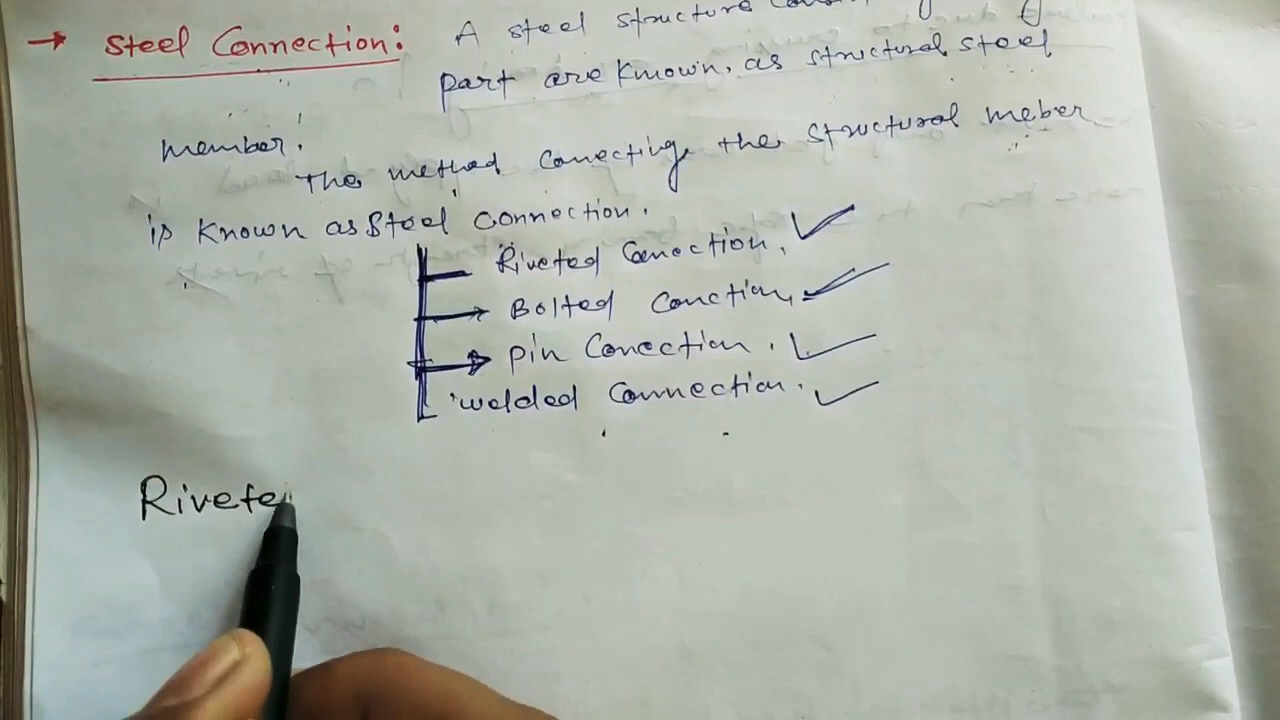 → Steel Connection: A steel structure
part are known, as structural steel
member.
The method conecting the structural meber
is known as Steel connection.
Riveted Conection,
Bolted Conction,
Pin Conection.
welded Connection.
Rivete